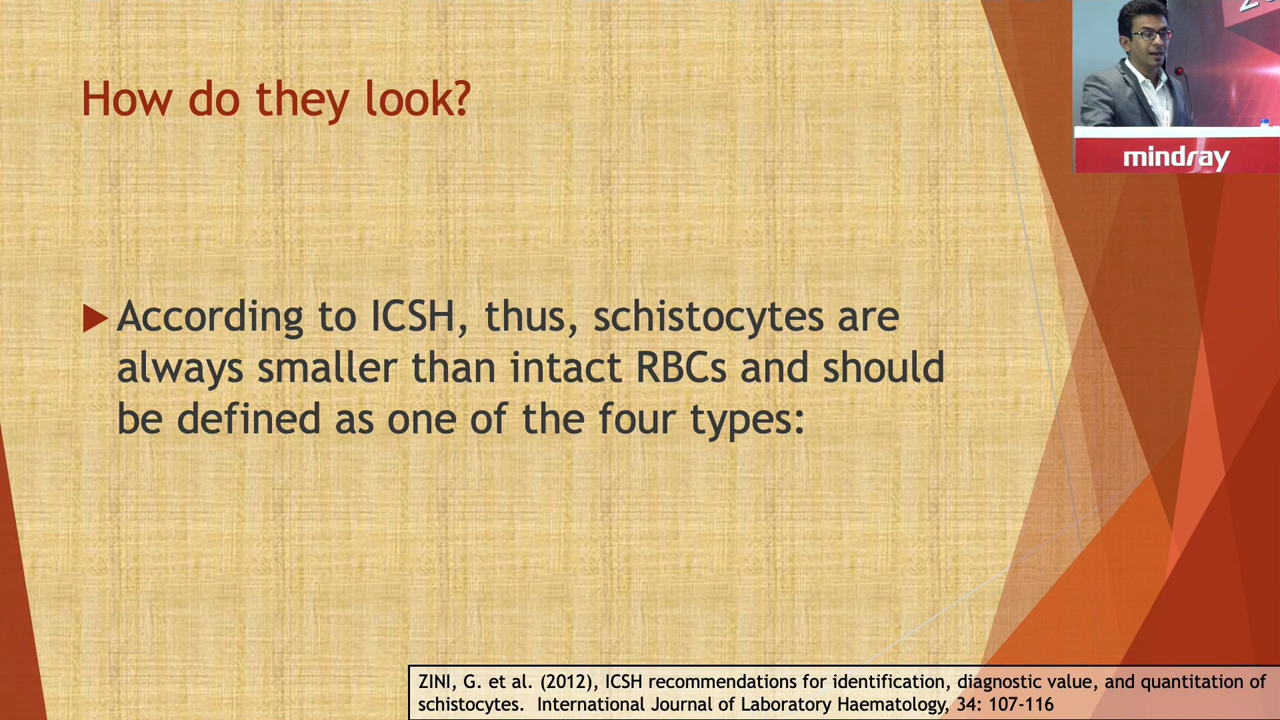 How do they look?
According to ICSH, thus, schistocytes are
always smaller than intact RBCs and should
be defined as one of the four types:
mindray
ZINI, G. et al. (2012), ICSH recommendations for identification, diagnostic value, and quantitation of
schistocytes. International Journal of Laboratory Haematology, 34: 107-116